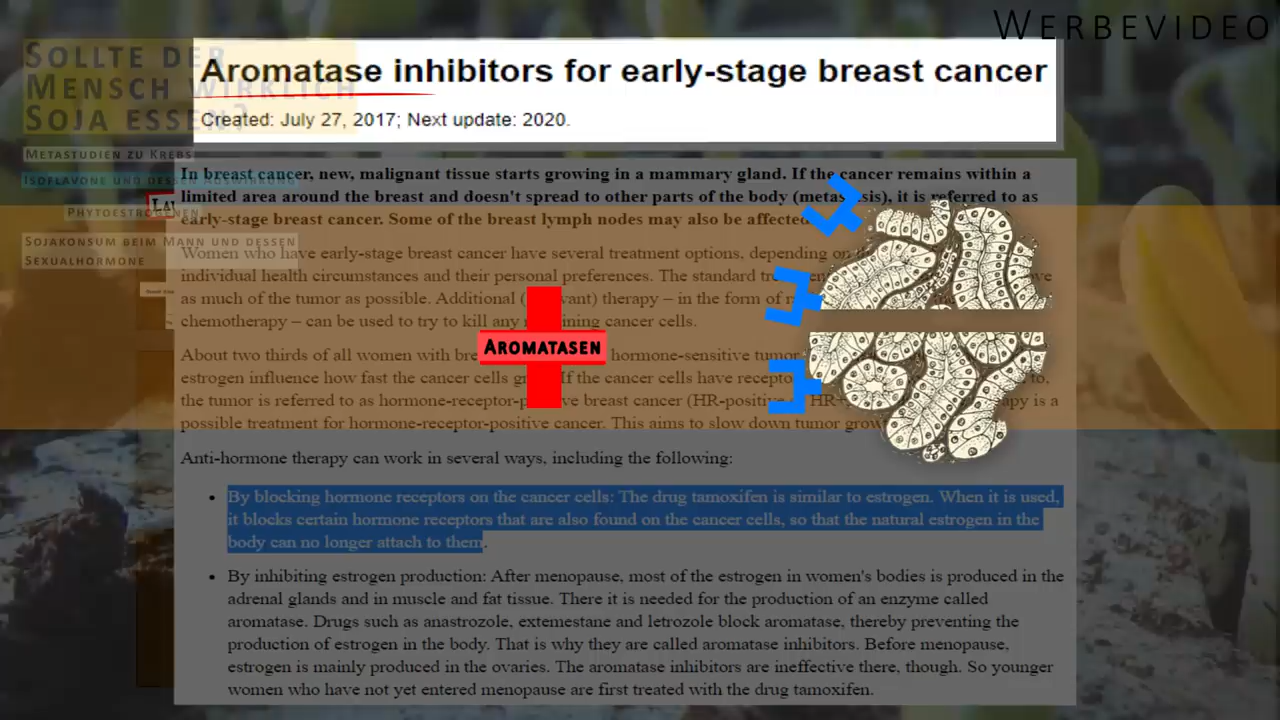 WERBEVIDEO
SOLLTE DER
MENSCH WIRKLICH
SOJA ESSEN?
Aromatase inhibitors for early-stage breast cancer
Created: July 27, 2017; Next update: 2020.
METASTUDIEN ZU KREBS
ISOFLAVONE UND DESSEN AUSWIRKUNG
PHYTOESTROGENEN
SOJAKONSUM BEIM MANN UND DESSEN
SEXUALHORMONE
In breast cancer, new, malignant tissue starts growing in a mammary gland. If the cancer remains within a
limited area around the breast and doesn't spread to other parts of the body it is referred to as
early-stage breast cancer. Some of the breast lymph nodes may also be affected
Women who have early-stage breast cancer have several treatment options, depending on
individual health circumstances and their personal preferences. The standard
as much of the tumor as possible. Additional therapy – in the form of
chemotherapy – can be used to try to kill any cancer cells.
About two thirds of all women with hormone-sensitive tumor
estrogen influence how fast the cancer cells If the cancer cells have
the tumor is referred to as breast cancer (HR-positive is a
possible treatment for hormone-receptor-positive cancer. This aims to slow down tumor
AROMATASEN
Anti-hormone therapy can work in several ways, including the following:
• By blocking hormone receptors on the cancer cells: The drug tamoxifen is similar to estrogen. When it is used,
it blocks certain hormone receptors that are also found on the cancer cells, so that the natural estrogen in the
body can no longer attach to them.
• By inhibiting estrogen production: After menopause, most of the estrogen in women's bodies is produced in the
adrenal glands and in muscle and fat tissue. There it is needed for the production of an enzyme called
aromatase. Drugs such as anastrozole, extemestane and letrozole block aromatase, thereby preventing the
production of estrogen in the body. That is why they are called aromatase inhibitors. Before menopause,
estrogen is mainly produced in the ovaries. The aromatase inhibitors are ineffective there, though. So younger
women who have not yet entered menopause are first treated with the drug tamoxifen.